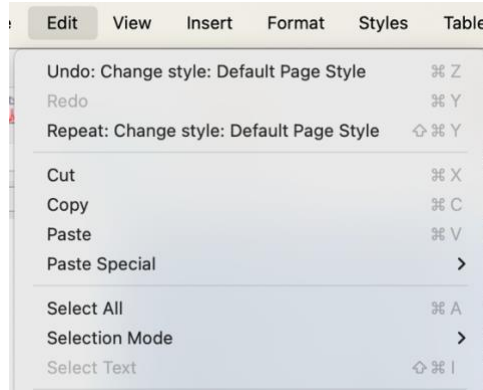 Edit View Insert Format Styles Table
Undo: Change style: Default Page Style ⌘ Z
Redo ⌘ Y
Repeat: Change style: Default Page Style ⇧ ⌘ Y
Cut ⌘ X
Copy ⌘ C
Paste ⌘ V
Paste Special
Select All ⌘ A
Selection Mode
Select Text ⇧ ⌘ I